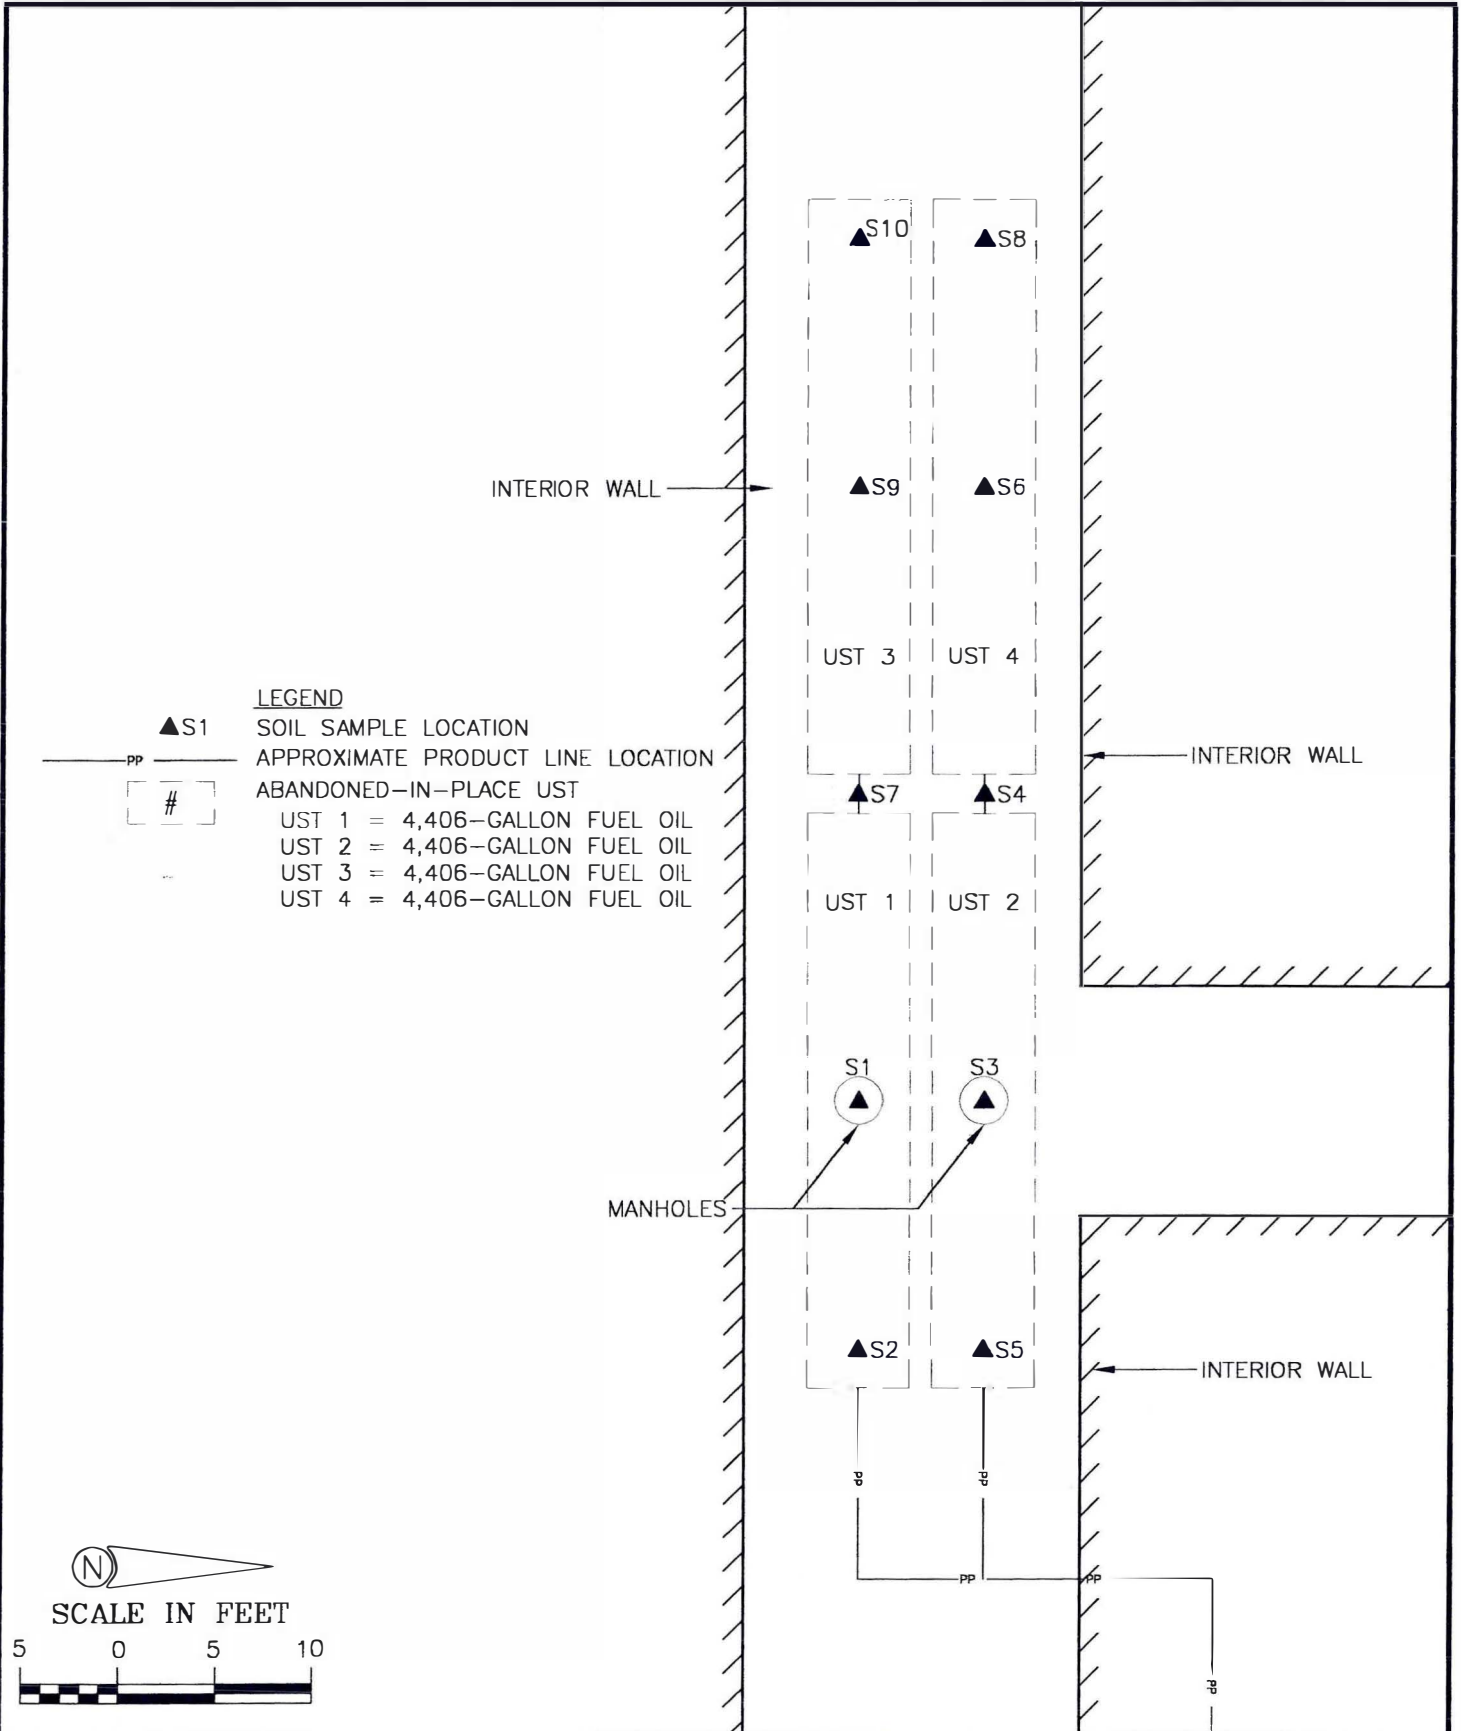 S10
S8
INTERIOR WALL
S9
S6
UST 3
UST 4
LEGEND
S1 SOIL SAMPLE LOCATION
PP APPROXIMATE PRODUCT LINE LOCATION
# ABANDONED-IN-PLACE UST
UST 1 = 4,406-GALLON FUEL OIL
UST 2 = 4,406-GALLON FUEL OIL
UST 3 = 4,406-GALLON FUEL OIL
UST 4 = 4,406-GALLON FUEL OIL
INTERIOR WALL
S7
S4
UST 1
UST 2
S1
S3
MANHOLES
S2
S5
INTERIOR WALL
PP
PP
PP
PP
PP
N
SCALE IN FEET
5 0 5 10